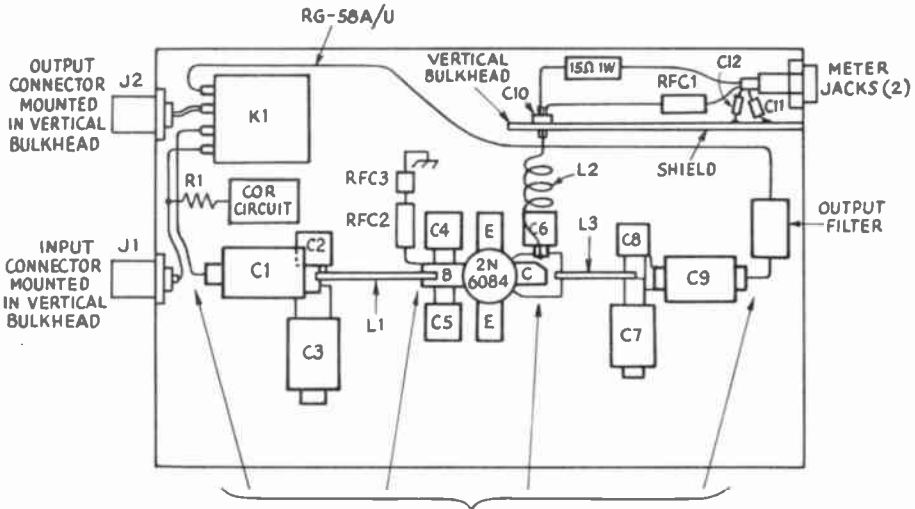 RG-58A/U
OUTPUT
CONNECTOR
MOUNTED
IN VERTICAL
BULKHEAD
J2
K1
VERTICAL
BULKHEAD
C10
15Ω 1W
RFC1
C12
C11
METER
JACKS (2)
SHIELD
R1
COR
CIRCUIT
RFC3
RFC2
L2
OUTPUT
FILTER
INPUT
CONNECTOR
MOUNTED
IN VERTICAL
BULKHEAD
J1
C1
C2
C3
L1
C4
B
C5
E
2N
6084
E
C
C6
L3
C8
C7
C9